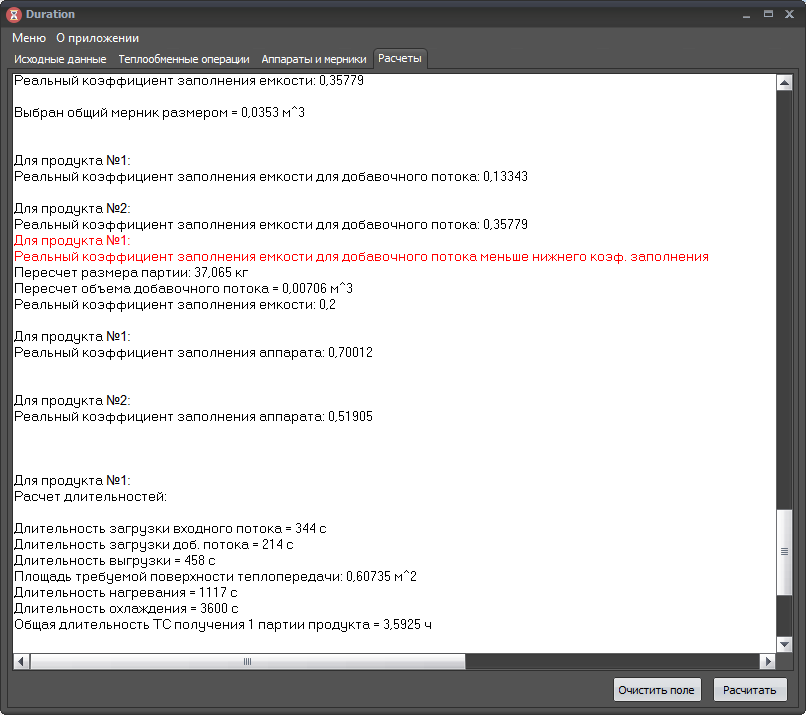 Duration
Меню О приложении
Исходные данные Теплообменные операции Аппараты и мерники Расчеты
Реальный коэффициент заполнения емкости: 0,35779
Выбран общий мерник размером = 0,0353 м^3
Для продукта №1:
Реальный коэффициент заполнения емкости для добавочного потока: 0,13343
Для продукта №2:
Реальный коэффициент заполнения емкости для добавочного потока: 0,35779
Для продукта №1:
Реальный коэффициент заполнения емкости для добавочного потока меньше нижнего коэф. заполнения
Пересчет размера партии: 37,065 кг
Пересчет объема добавочного потока = 0,00706 м^3
Реальный коэффициент заполнения емкости: 0,2
Для продукта №1:
Реальный коэффициент заполнения аппарата: 0,70012
Для продукта №2:
Реальный коэффициент заполнения аппарата: 0,51905
Для продукта №1:
Расчет длительностей:
Длительность загрузки входного потока = 344 с
Длительность загрузки доб. потока = 214 с
Длительность выгрузки = 458 с
Площадь требуемой поверхности теплопередачи: 0,60735 м^2
Длительность нагревания = 1117 с
Длительность охлаждения = 3600 с
Общая длительность ТС получения 1 партии продукта = 3,5925 ч
Очистить поле Расчитать